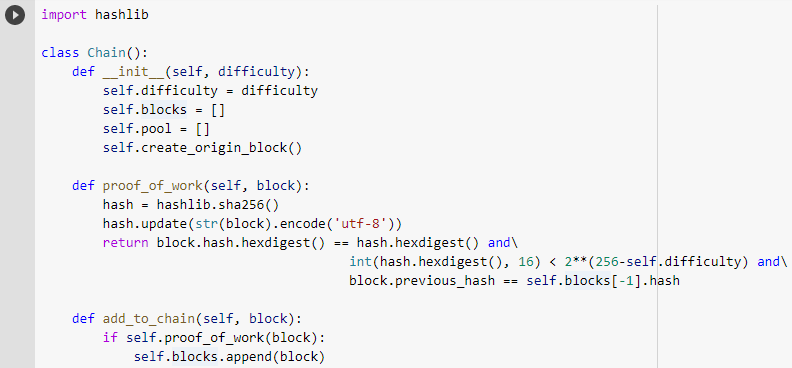 import hashlib
class Chain():
    def __init__(self, difficulty):
        self.difficulty = difficulty
        self.blocks = []
        self.pool = []
        self.create_origin_block()
    def proof_of_work(self, block):
        hash = hashlib.sha256()
        hash.update(str(block).encode('utf-8'))
        return block.hash.hexdigest() == hash.hexdigest() and\
                                        int(hash.hexdigest(), 16) < 2**(256-self.difficulty) and\
                                        block.previous_hash == self.blocks[-1].hash
    def add_to_chain(self, block):
        if self.proof_of_work(block):
            self.blocks.append(block)